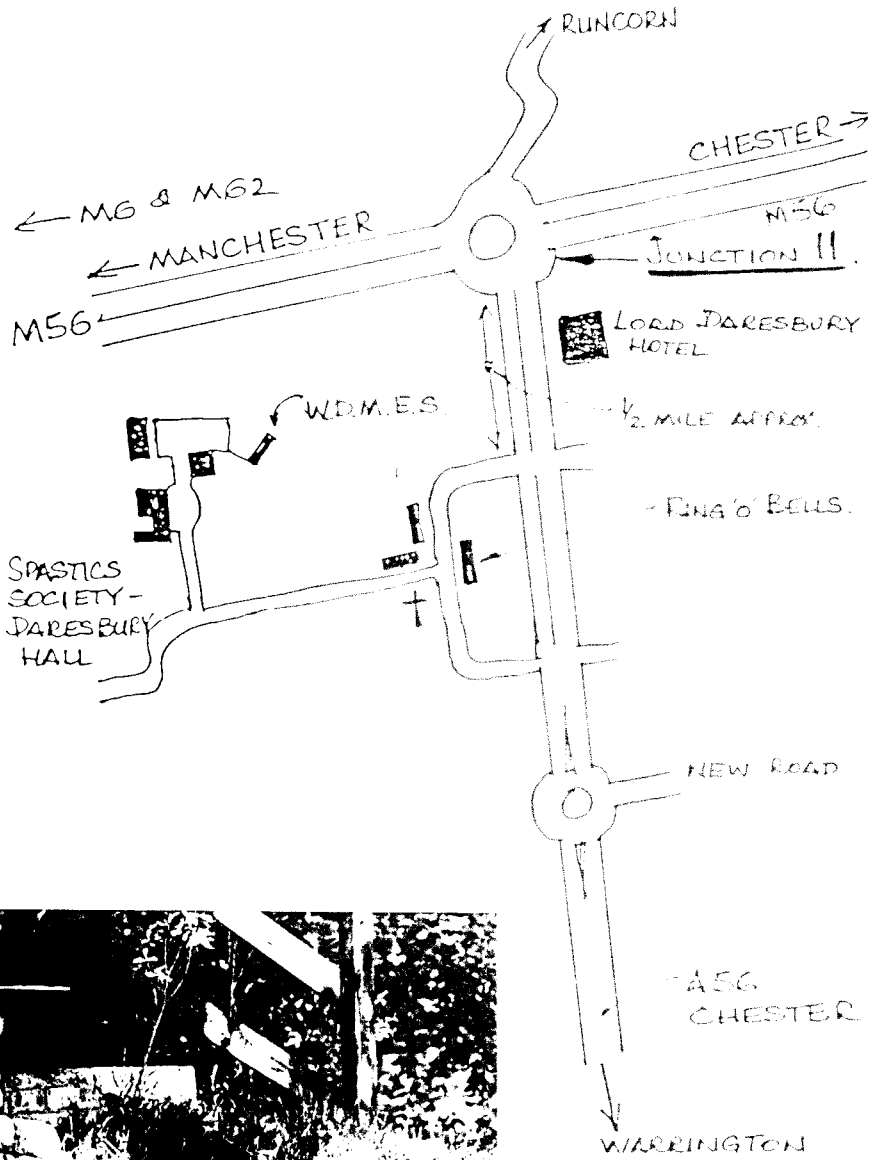 RUNCORN
CHESTER →
← M6 & M62
← MANCHESTER
M56
M56
JUNCTION 11.
LORD DARESBURY
HOTEL
W.D.M.E.S.
1/2 MILE APPROX.
RING 'O' BELLS.
SPASTICS
SOCIETY -
DARESBURY
HALL
NEW ROAD
A56
CHESTER
WARRINGTON